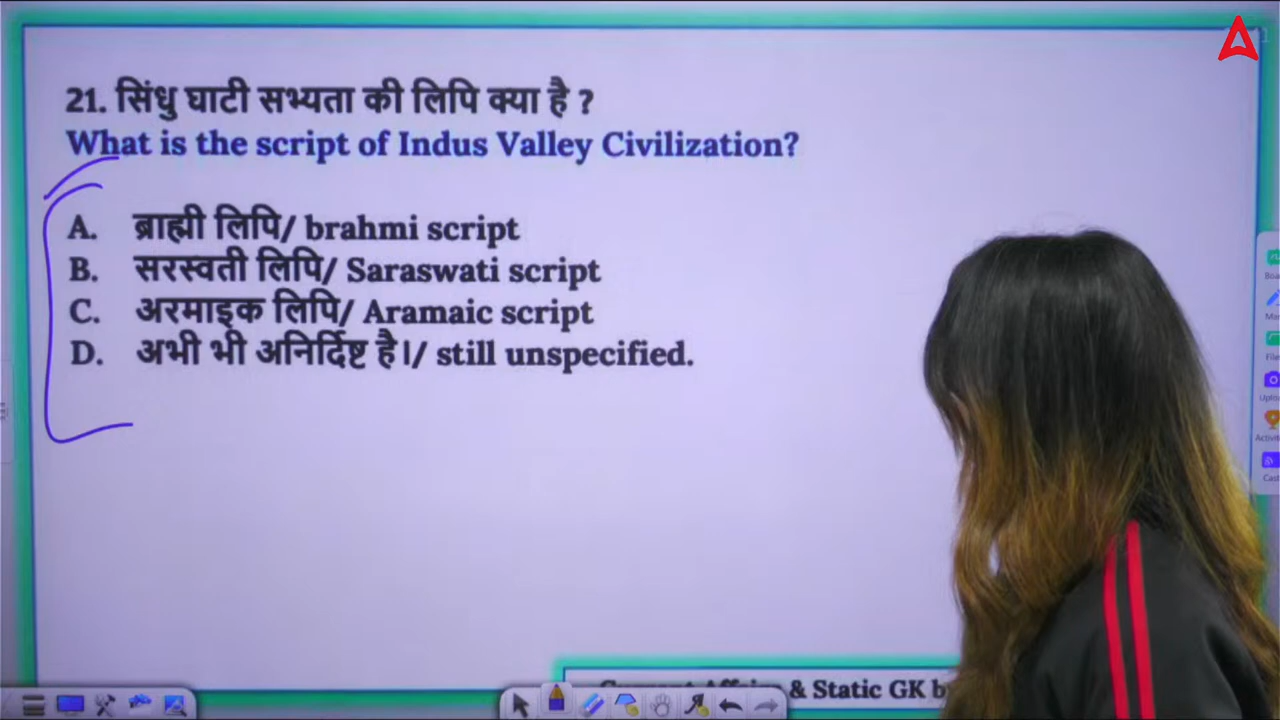 21. सिंधु घाटी सभ्यता की लिपि क्या है ?
What is the script of Indus Valley Civilization?
A. ब्राह्मी लिपि/ brahmi script
B. सरस्वती लिपि/ Saraswati script
C. अरमाइक लिपि/ Aramaic script
D. अभी भी अनिर्दिष्ट है।/ still unspecified.
& Static GK